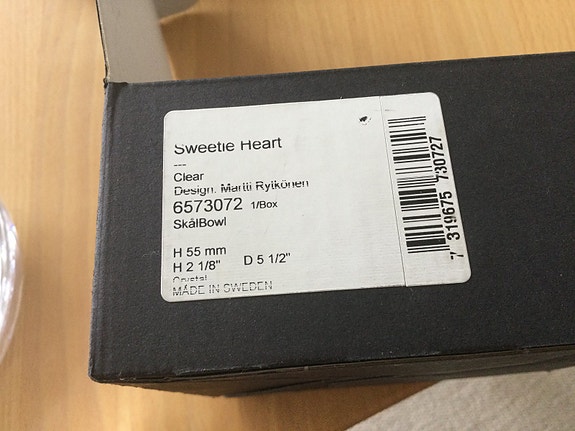 Sweetie Heart
---
Clear
Design. Martti Rytkönen
6573072 1/Box
SkålBowl
H 55 mm
H 2 1/8" D 5 1/2"
Crystal
MADE IN SWEDEN
7 319675 730727